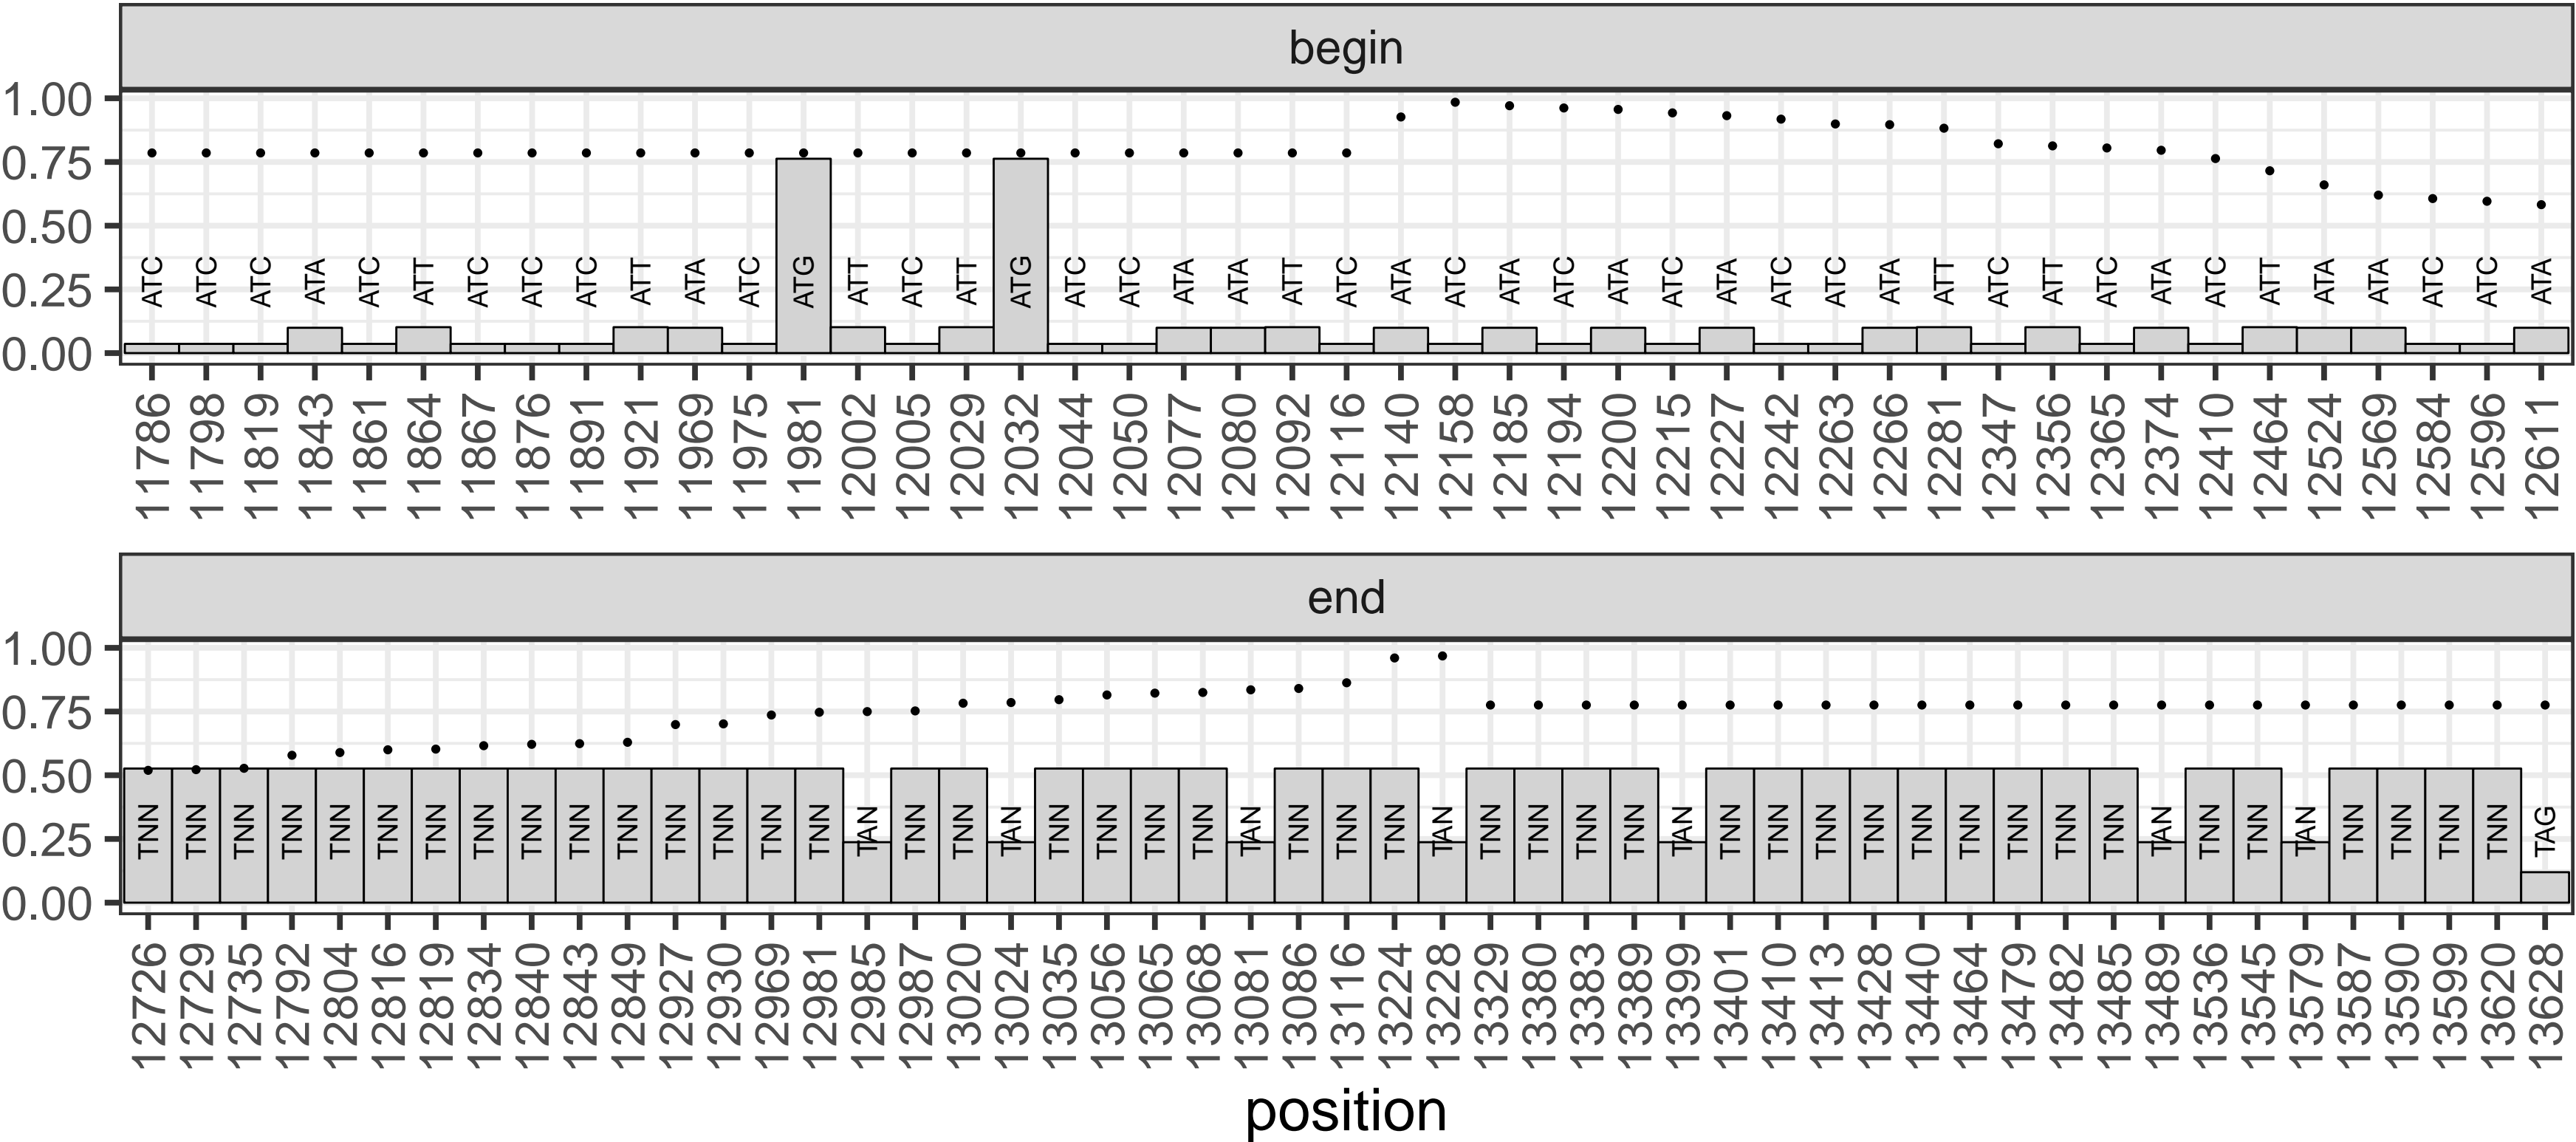 begin
1.00
0.75
0.50
0.25
0.00
ATC ATC ATC ATA ATC ATT ATC ATC ATC ATT ATA ATC ATG ATT ATC ATT ATG ATC ATC ATA ATA ATT ATC ATA ATC ATA ATC ATA ATC ATA ATC ATC ATA ATT ATC ATT ATC ATA ATC ATT ATA ATA ATC ATC ATA
11786 11798 11819 11843 11861 11864 11867 11876 11891 11921 11969 11975 11981 12002 12005 12029 12032 12044 12050 12077 12080 12092 12116 12140 12158 12185 12194 12200 12215 12227 12242 12263 12266 12281 12347 12356 12365 12374 12410 12464 12524 12569 12584 12596 12611
end
1.00
0.75
0.50
0.25
0.00
TNN TNN TNN TNN TNN TNN TNN TNN TNN TNN TNN TNN TNN TNN TNN TAN TNN TNN TAN TNN TNN TNN TNN TAN TNN TNN TNN TAN TNN TNN TNN TNN TAN TNN TNN TNN TNN TNN TNN TNN TNN TNN TAN TNN TNN TAN TNN TNN TNN TNN TAG
12726 12729 12735 12792 12804 12816 12819 12834 12840 12843 12849 12927 12930 12969 12981 12985 12987 13020 13024 13035 13056 13065 13068 13081 13086 13116 13224 13228 13329 13380 13383 13389 13399 13401 13410 13413 13428 13440 13464 13479 13482 13485 13489 13536 13545 13579 13587 13590 13599 13620 13628
position